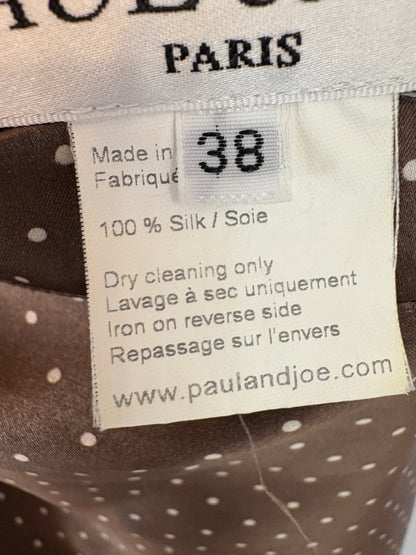 PARIS
38
Made in
Fabriqué
100 % Silk / Soie
Dry cleaning only
Lavage à sec uniquement
Iron on reverse side
Repassage sur l'envers
www.paulandjoe.com